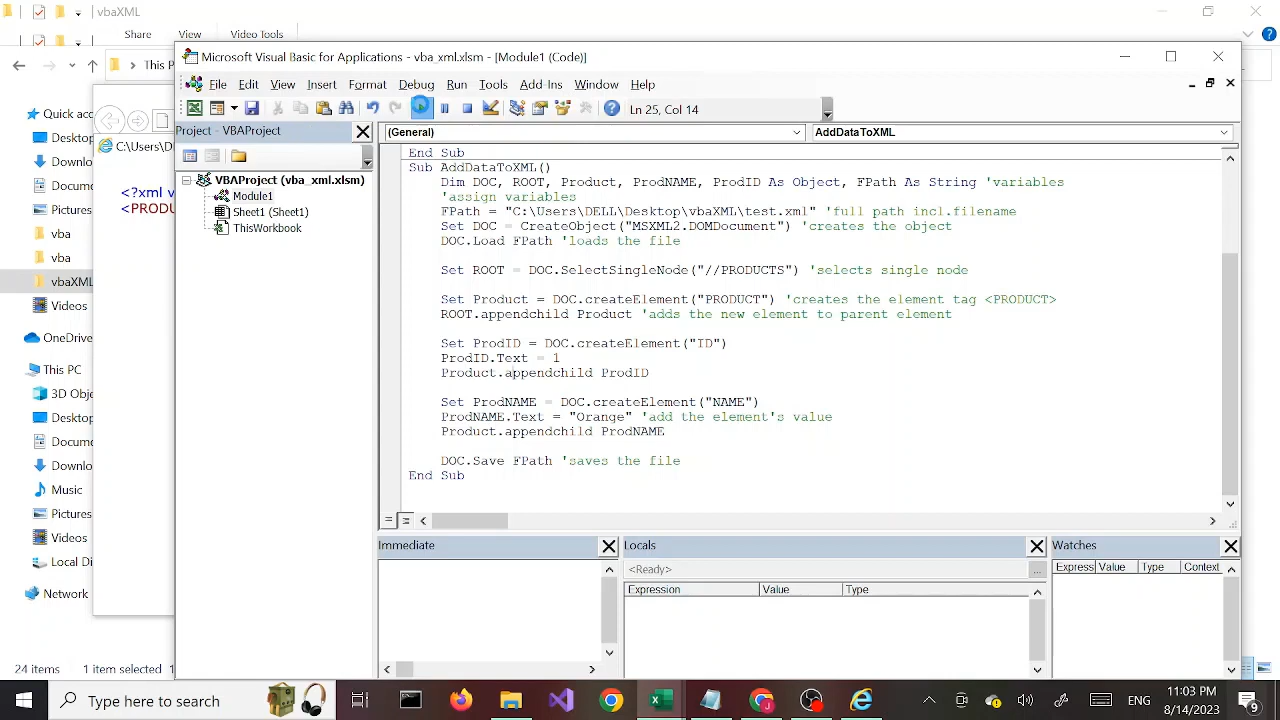 vbaXML
Share View Video Tools
This P
Microsoft Visual Basic for Applications - vba_xml.xlsm - [Module1 (Code)]
File Edit View Insert Format Debug Run Tools Add-Ins Window Help
Ln 25, Col 14
Project - VBAProject
(General) AddDataToXML
VBAProject (vba_xml.xlsm)
Module1
Sheet1 (Sheet1)
ThisWorkbook
End Sub
Sub AddDataToXML()
Dim DOC, ROOT, Product, ProdNAME, ProdID As Object, FPath As String 'variables
'assign variables
FPath = "C:\Users\DELL\Desktop\vbaXML\test.xml" 'full path incl.filename
Set DOC = CreateObject("MSXML2.DOMDocument") 'creates the object
DOC.Load FPath 'loads the file
Set ROOT = DOC.SelectSingleNode("//PRODUCTS") 'selects single node
Set Product = DOC.createElement("PRODUCT") 'creates the element tag <PRODUCT>
ROOT.appendchild Product 'adds the new element to parent element
Set ProdID = DOC.createElement("ID")
ProdID.Text = 1
Product.appendchild ProdID
Set ProdNAME = DOC.createElement("NAME")
ProdNAME.Text = "Orange" 'add the element's value
Product.appendchild ProdNAME
DOC.Save FPath 'saves the file
End Sub
Immediate
Locals
<Ready>
Expression Value Type
Watches
Express Value Type Context
Quick ac
Desktop
Downlo
Docume
Pictures
vba
vba
vbaXML
Videos
OneDriv
This PC
3D Obje
Desktop
Docume
Downlo
Music
Pictures
Videos
Local Di
Network
C:\Users\D
<?xml v
<PRODU
24 items 1 item selected
Type here to search
ENG
11:05 PM
8/14/2023
9